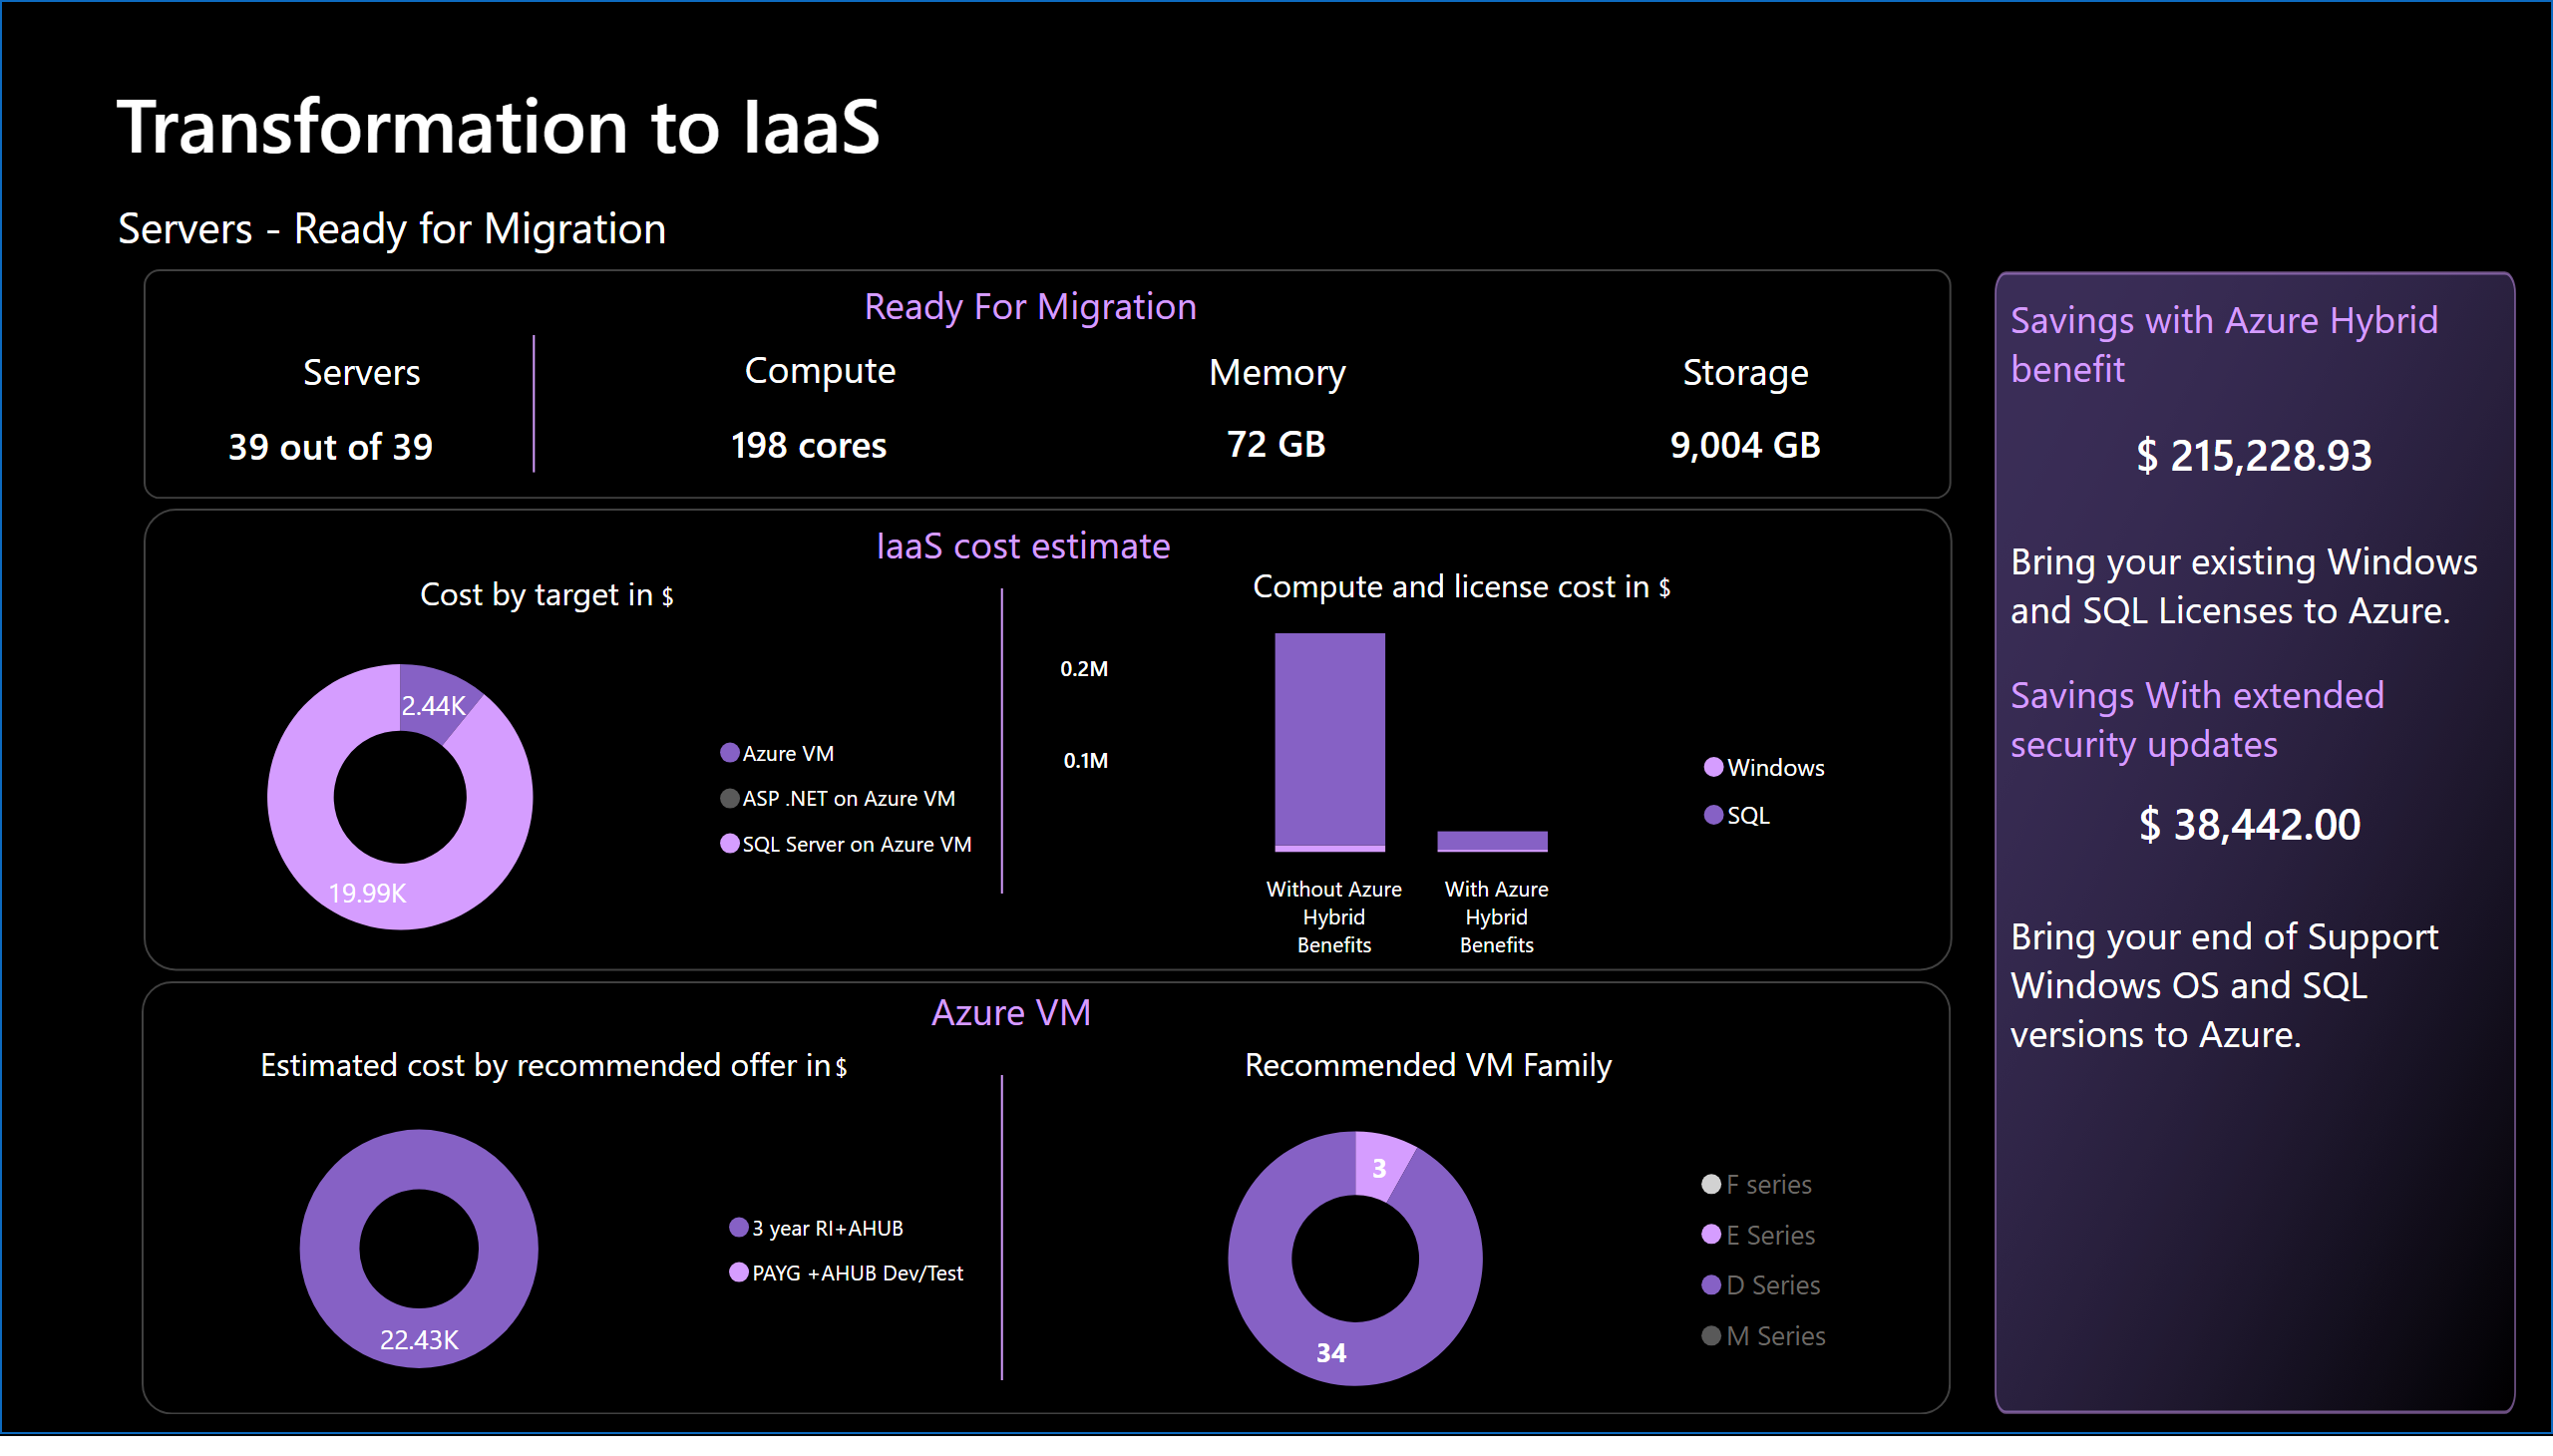 Transformation to IaaS
Servers - Ready for Migration
Ready For Migration
Servers
Compute
Memory
Storage
39 out of 39
198 cores
72 GB
9,004 GB
IaaS cost estimate
Cost by target in $
2.44K
19.99K
Azure VM
ASP .NET on Azure VM
SQL Server on Azure VM
Compute and license cost in $
0.2M
0.1M
Without Azure
Hybrid
Benefits
With Azure
Hybrid
Benefits
Windows
SQL
Azure VM
Estimated cost by recommended offer in $
22.43K
3 year RI+AHUB
PAYG +AHUB Dev/Test
Recommended VM Family
3
34
F series
E Series
D Series
M Series
Savings with Azure Hybrid
benefit
$ 215,228.93
Bring your existing Windows
and SQL Licenses to Azure.
Savings With extended
security updates
$ 38,442.00
Bring your end of Support
Windows OS and SQL
versions to Azure.